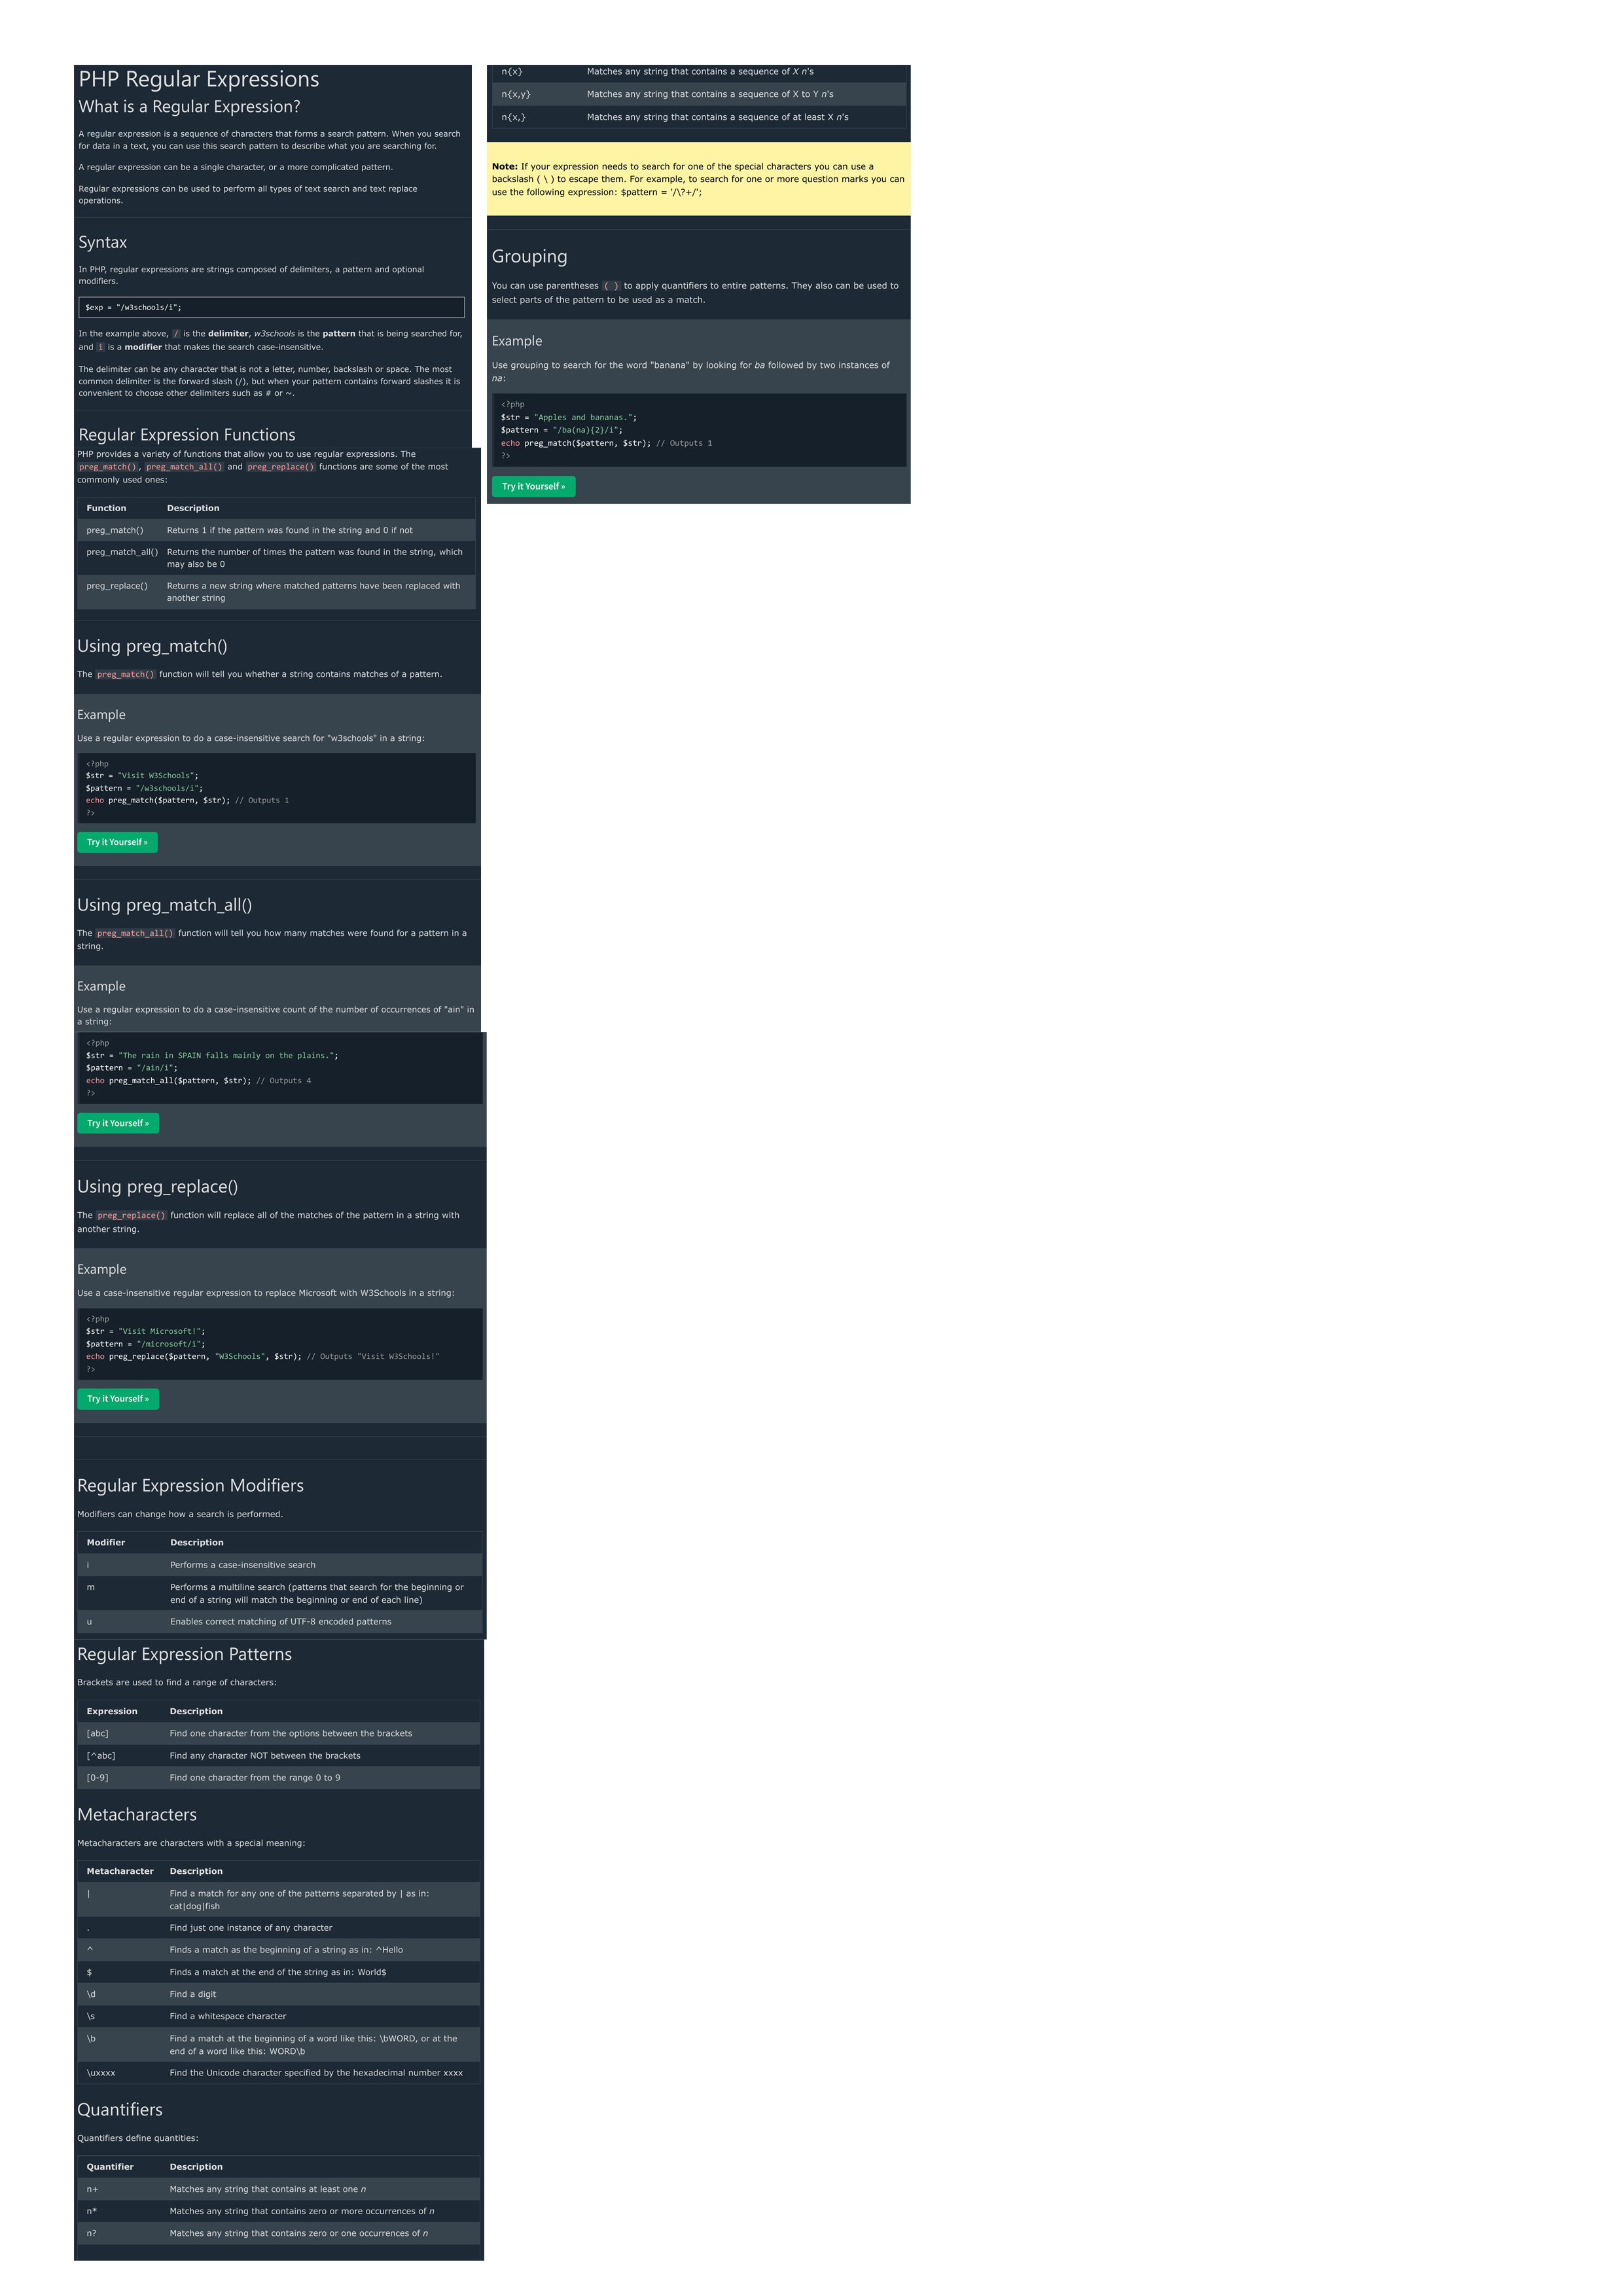 PHP Regular Expressions
What is a Regular Expression?
A regular expression is a sequence of characters that forms a search pattern. When you search
for data in a text, you can use this search pattern to describe what you are searching for.
A regular expression can be a single character, or a more complicated pattern.
Regular expressions can be used to perform all types of text search and text replace
operations.
Syntax
In PHP, regular expressions are strings composed of delimiters, a pattern and optional
modifiers.
$exp = "/w3schools/i";
In the example above, / is the delimiter, w3schools is the pattern that is being searched for,
and i is a modifier that makes the search case-insensitive.
The delimiter can be any character that is not a letter, number, backslash or space. The most
common delimiter is the forward slash (/), but when your pattern contains forward slashes it is
convenient to choose other delimiters such as # or ~.
Regular Expression Functions
PHP provides a variety of functions that allow you to use regular expressions. The
preg_match(), preg_match_all() and preg_replace() functions are some of the most
commonly used ones:
Function Description
preg_match() Returns 1 if the pattern was found in the string and 0 if not
preg_match_all() Returns the number of times the pattern was found in the string, which
may also be 0
preg_replace() Returns a new string where matched patterns have been replaced with
another string
Using preg_match()
The preg_match() function will tell you whether a string contains matches of a pattern.
Example
Use a regular expression to do a case-insensitive search for "w3schools" in a string:
<?php
$str = "Visit W3Schools";
$pattern = "/w3schools/i";
echo preg_match($pattern, $str); // Outputs 1
?>
Try it Yourself »
Using preg_match_all()
The preg_match_all() function will tell you how many matches were found for a pattern in a
string.
Example
Use a regular expression to do a case-insensitive count of the number of occurrences of "ain" in
a string:
<?php
$str = "The rain in SPAIN falls mainly on the plains.";
$pattern = "/ain/i";
echo preg_match_all($pattern, $str); // Outputs 4
?>
Try it Yourself »
Using preg_replace()
The preg_replace() function will replace all of the matches of the pattern in a string with
another string.
Example
Use a case-insensitive regular expression to replace Microsoft with W3Schools in a string:
<?php
$str = "Visit Microsoft!";
$pattern = "/microsoft/i";
echo preg_replace($pattern, "W3Schools", $str); // Outputs "Visit W3Schools!"
?>
Try it Yourself »
Regular Expression Modifiers
Modifiers can change how a search is performed.
Modifier Description
i Performs a case-insensitive search
m Performs a multiline search (patterns that search for the beginning or
end of a string will match the beginning or end of each line)
u Enables correct matching of UTF-8 encoded patterns
Regular Expression Patterns
Brackets are used to find a range of characters:
Expression Description
[abc] Find one character from the options between the brackets
[^abc] Find any character NOT between the brackets
[0-9] Find one character from the range 0 to 9
Metacharacters
Metacharacters are characters with a special meaning:
Metacharacter Description
| Find a match for any one of the patterns separated by | as in:
cat|dog|fish
. Find just one instance of any character
^ Finds a match as the beginning of a string as in: ^Hello
$ Finds a match at the end of the string as in: World$
\d Find a digit
\s Find a whitespace character
\b Find a match at the beginning of a word like this: \bWORD, or at the
end of a word like this: WORD\b
\uxxxx Find the Unicode character specified by the hexadecimal number xxxx
Quantifiers
Quantifiers define quantities:
Quantifier Description
n+ Matches any string that contains at least one n
n* Matches any string that contains zero or more occurrences of n
n? Matches any string that contains zero or one occurrences of n
n{x} Matches any string that contains a sequence of X n's
n{x,y} Matches any string that contains a sequence of X to Y n's
n{x,} Matches any string that contains a sequence of at least X n's
Note: If your expression needs to search for one of the special characters you can use a
backslash ( \ ) to escape them. For example, to search for one or more question marks you can
use the following expression: $pattern = '/\?+/';
Grouping
You can use parentheses ( ) to apply quantifiers to entire patterns. They also can be used to
select parts of the pattern to be used as a match.
Example
Use grouping to search for the word "banana" by looking for ba followed by two instances of
na:
<?php
$str = "Apples and bananas.";
$pattern = "/ba(na){2}/i";
echo preg_match($pattern, $str); // Outputs 1
?>
Try it Yourself »